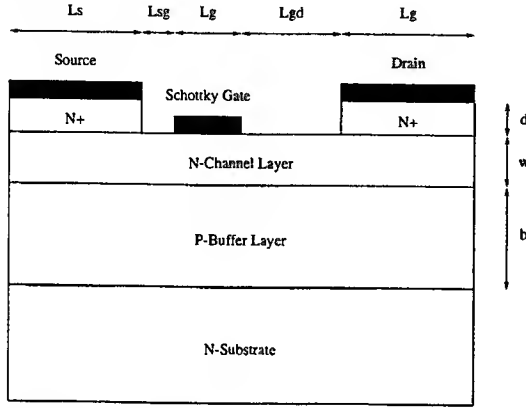 Ls Lsg Lg Lgd Lg
Source
Drain
Schottky Gate
N+
N+
d
N-Channel Layer
w
P-Buffer Layer
b
N-Substrate